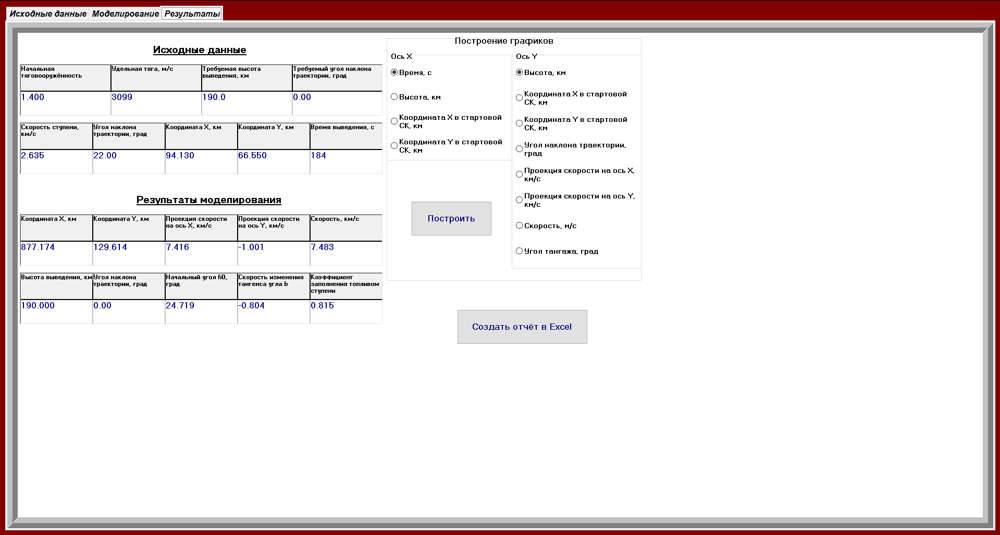 Исходные данные Моделирование Результаты
Исходные данные
Начальная
тяговооружённость
Удельная тяга, м/с
Требуемая высота
выведения, км
Требуемый угол наклона
траектории, град
1.400 3099 190.0 0.00
Скорость ступени,
км/с
Угол наклона
траектории, град
Координата X, км
Координата Y, км
Время выведения, с
2.635 22.00 94.130 66.550 184
Результаты моделирования
Координата X, км
Координата Y, км
Проекция скорости
на ось X, км/с
Проекция скорости
на ось Y, км/с
Скорость, км/с
877.174 129.614 7.416 -1.001 7.483
Высота выведения, км
Угол наклона
траектории, град
Начальный угол fi0,
град
Скорость изменения
тангенса угла b
Коэффициент
заполнения топливом
ступени
190.000 0.00 24.719 -0.804 0.815
Построение графиков
Ось X
Время, с
Высота, км
Координата X в стартовой
СК, км
Координата Y в стартовой
СК, км
Построить
Ось Y
Высота, км
Координата X в стартовой
СК, км
Координата Y в стартовой
СК, км
Угол наклона траектории,
град
Проекция скорости на ось X,
км/с
Проекция скорости на ось Y,
км/с
Скорость, м/с
Угол тангажа, град
Создать отчёт в Excel